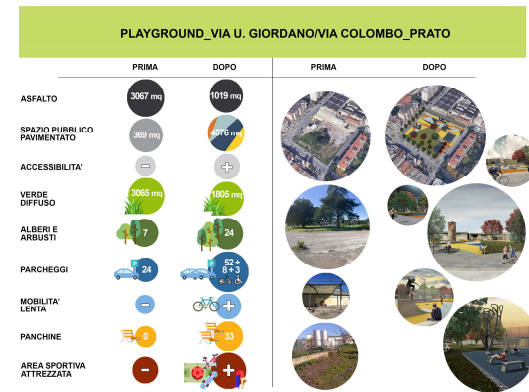 PLAYGROUND_VIA U. GIORDANO/VIA COLOMBO_PRATO
PRIMA DOPO PRIMA DOPO
ASFALTO 3067 mq 1019 mq
SPAZIO PUBBLICO
PAVIMENTATO 369 mq 4576 mq
ACCESSIBILITA' - +
VERDE
DIFFUSO 3065 mq 1805 mq
ALBERI E
ARBUSTI 7 24
PARCHEGGI P 24 P 52 +
8 + 3
MOBILITA'
LENTA - +
PANCHINE 0 33
AREA SPORTIVA
ATTREZZATA - +